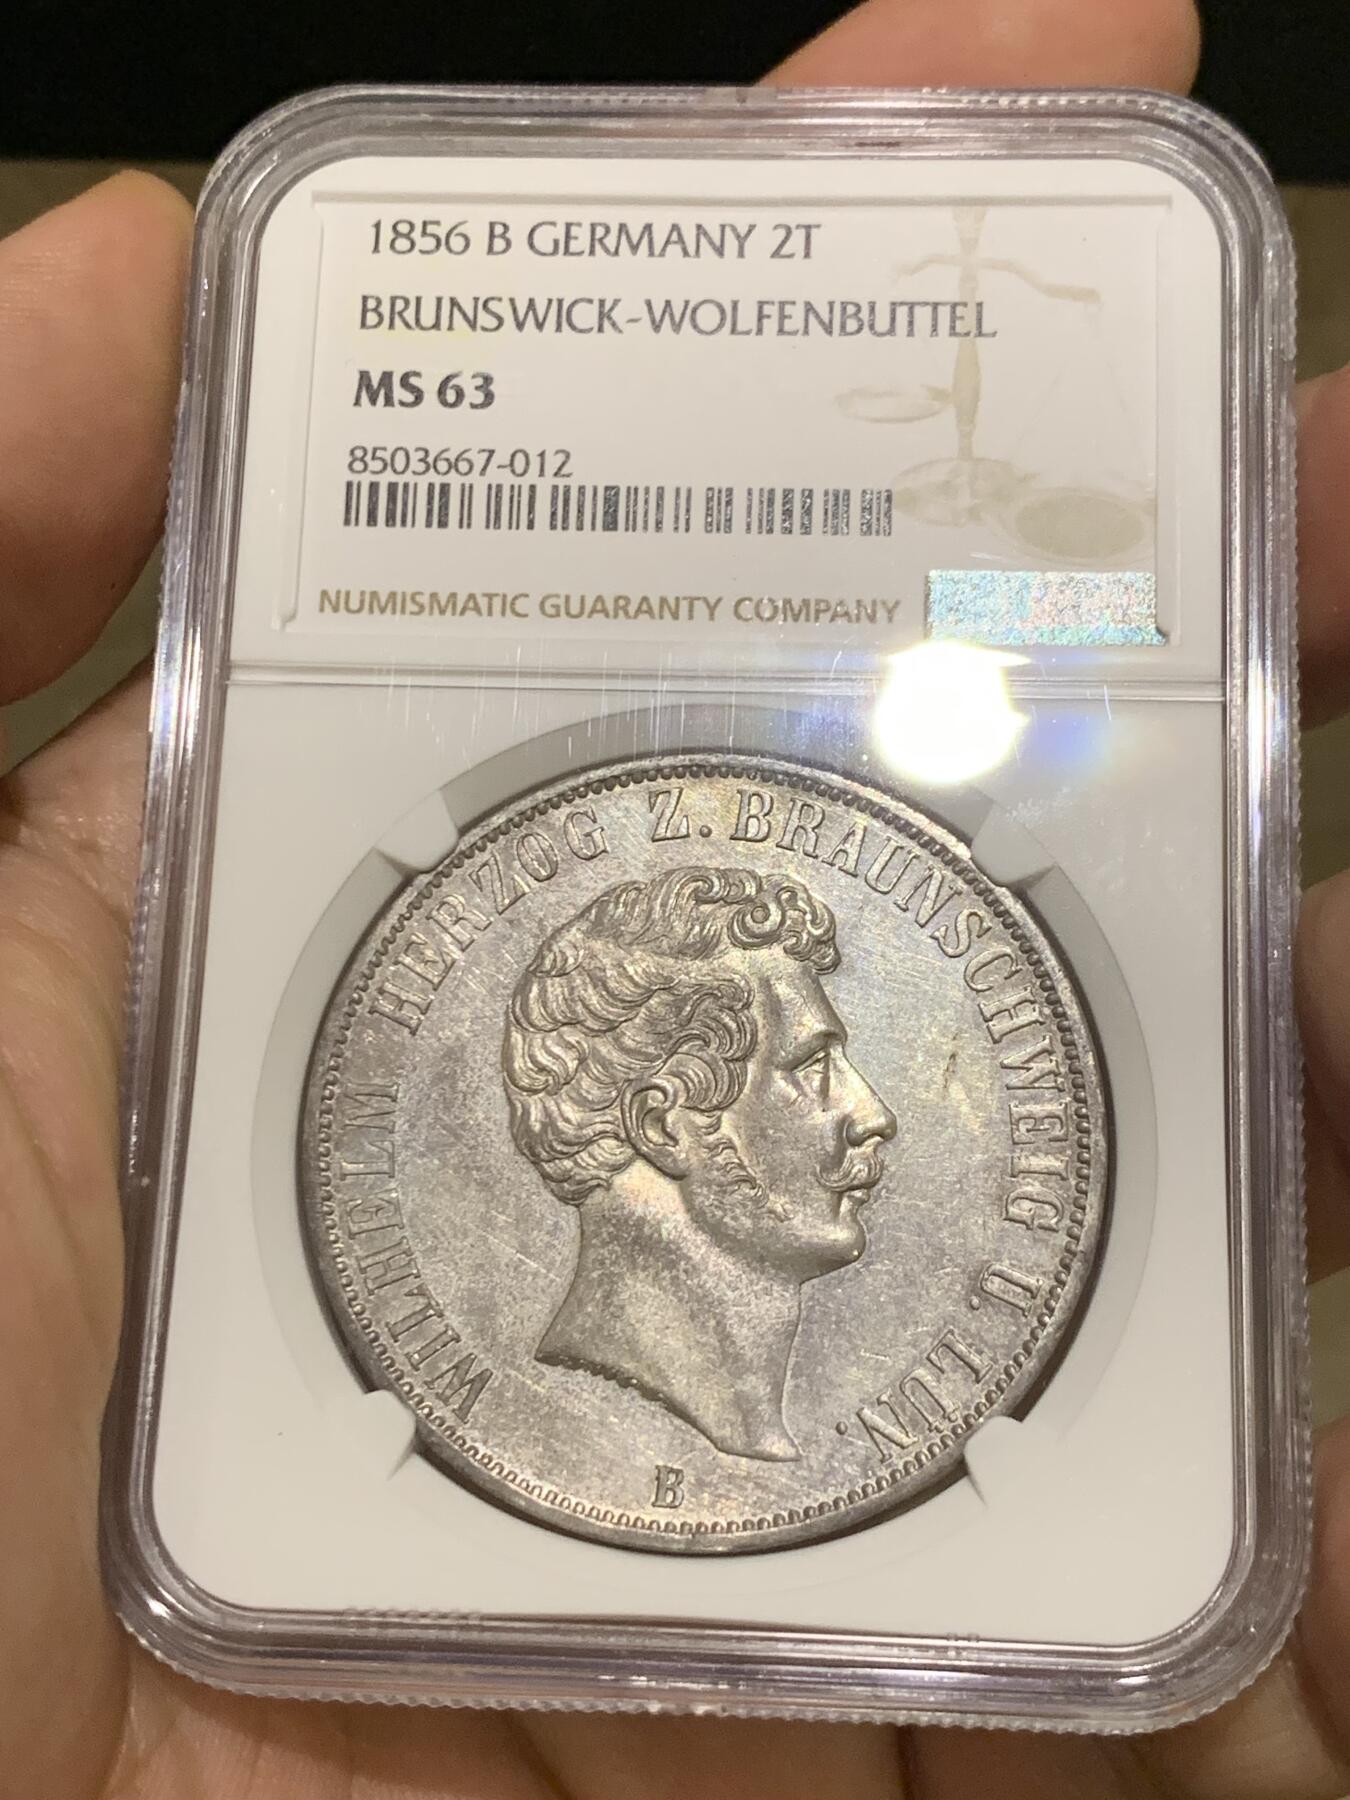 1856 B GERMANY 2T
BRUNSWICK-WOLFENBUTTEL
MS 63
8503667-012
NUMISMATIC GUARANTY COMPANY
WILHELM HERZOG Z. BRAUNSCHWEIG U. LÜN.
B